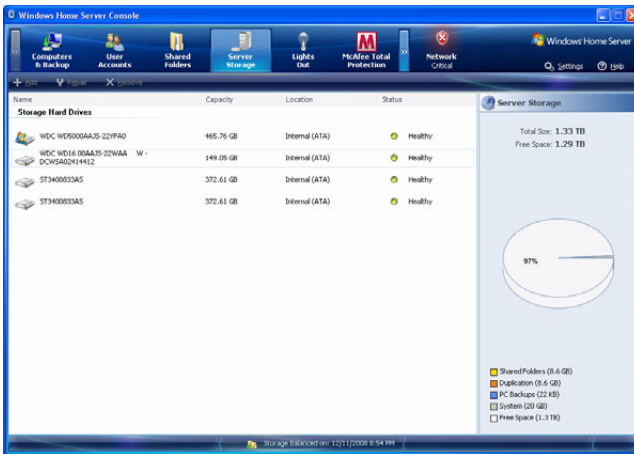 Windows Home Server Console
Computers & Backup
User Accounts
Shared Folders
Server Storage
Lights Out
McAfee Total Protection
Network Critical
Windows Home Server
Settings Help
Add Repair Remove
Name Capacity Location Status
Storage Hard Drives
WDC WD5000AAJS-22YFA0 465.76 GB Internal (ATA) Healthy
WDC WD16 00AAJS-22WAA W -
DCWSA02414412 149.05 GB Internal (ATA) Healthy
ST3400833AS 372.61 GB Internal (ATA) Healthy
ST3400833AS 372.61 GB Internal (ATA) Healthy
Server Storage
Total Size: 1.33 TB
Free Space: 1.29 TB
97%
Shared Folders (8.6 GB)
Duplication (8.6 GB)
PC Backups (22 KB)
System (20 GB)
Free Space (1.3 TB)
Storage Balanced on: 12/11/2008 8:54 PM